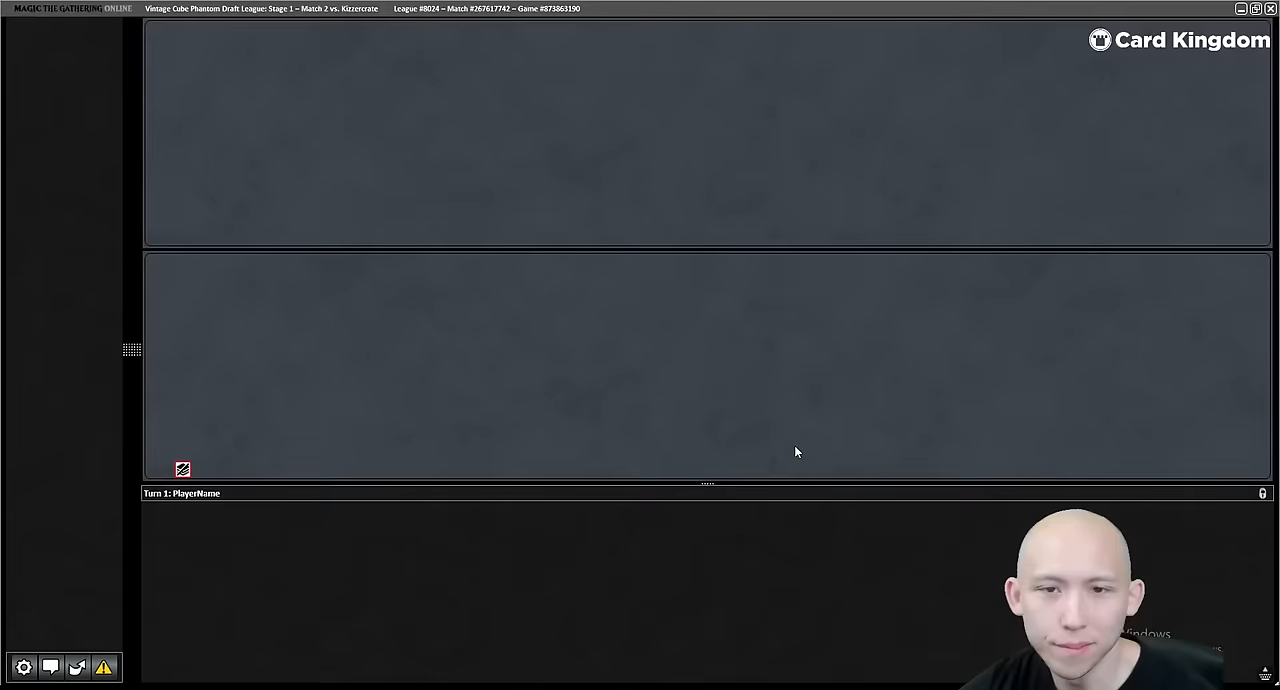 MAGIC THE GATHERING ONLINE
Vintage Cube Phantom Draft League: Stage 1 – Match 2 vs. Kizzercrate League #8024 – Match #267617742 – Game #873863190
Card Kingdom
Turn 1: PlayerName
Windows